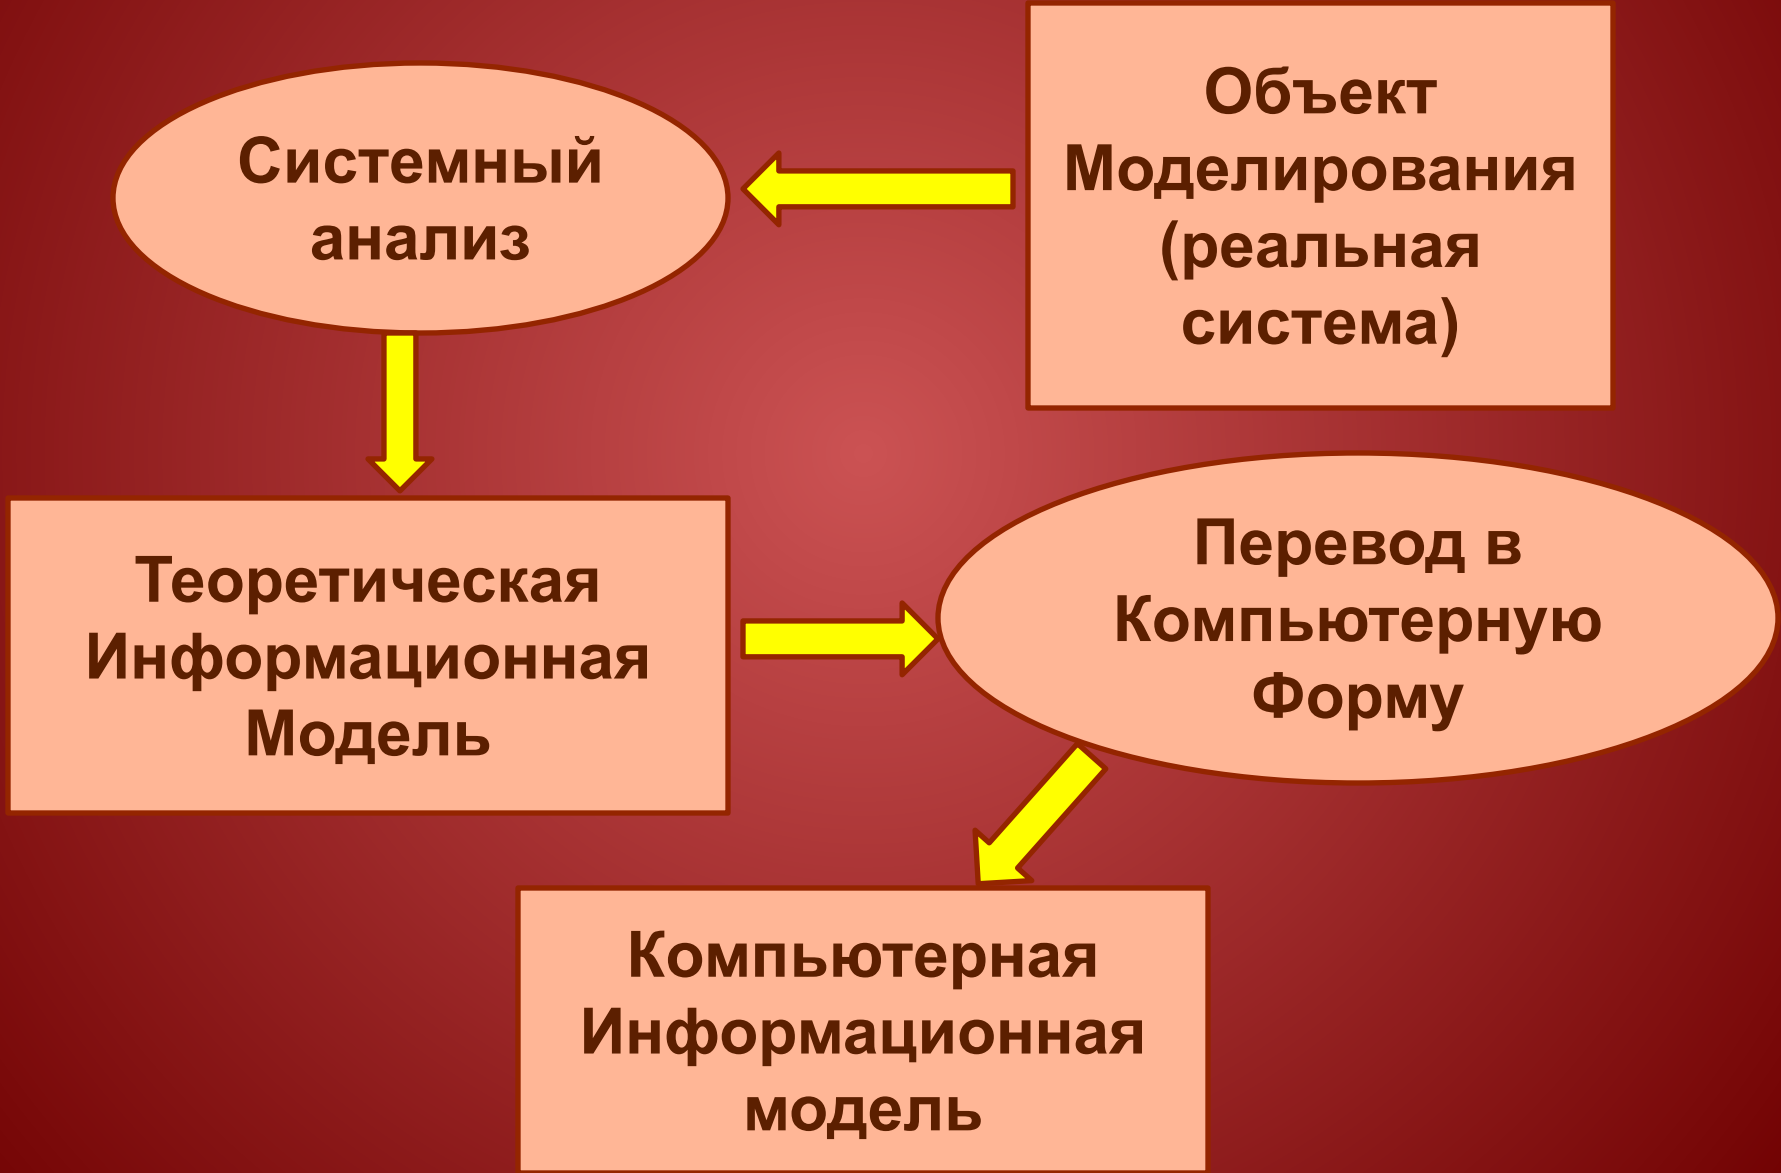 Системный
анализ
Объект
Моделирования
(реальная
система)
Теоретическая
Информационная
Модель
Перевод в
Компьютерную
Форму
Компьютерная
Информационная
модель